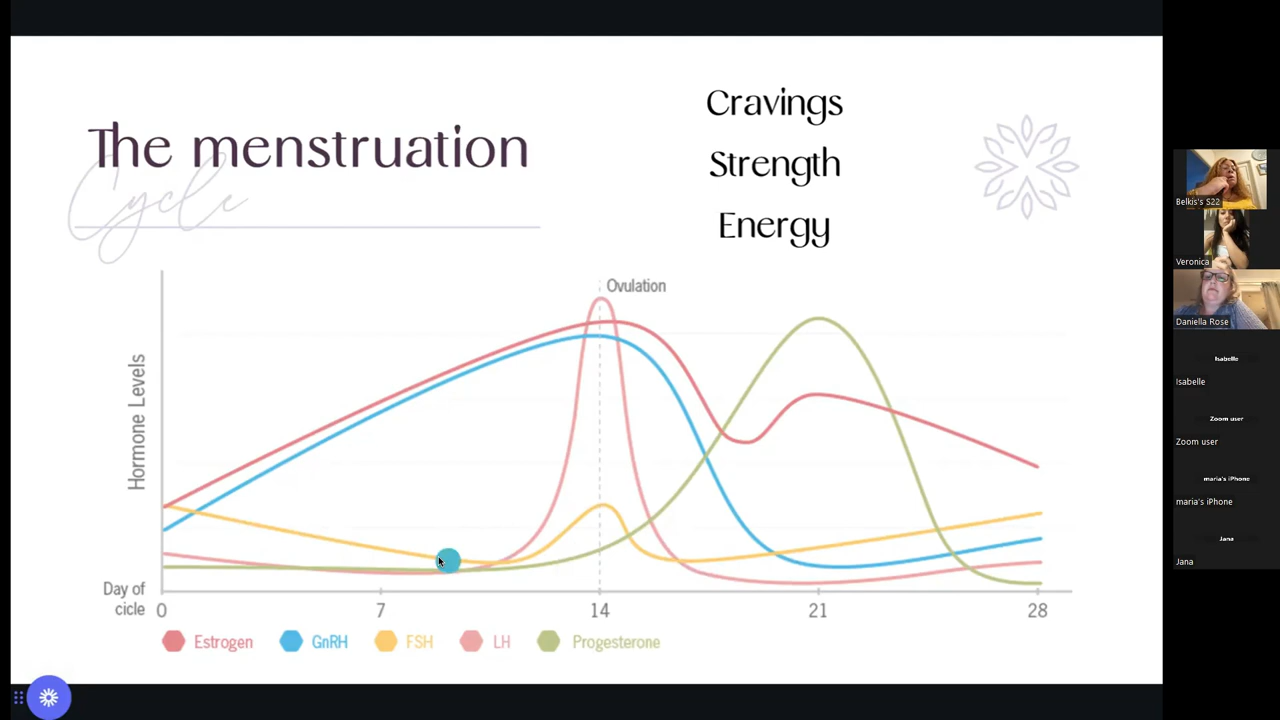 The menstruation
Cycle
Cravings
Strength
Energy
Ovulation
Hormone Levels
Day of
cicle
0 7 14 21 28
Estrogen GnRH FSH LH Progesterone
Belkis's S22
Veronica
Daniella Rose
Isabelle
Isabelle
Zoom user
Zoom user
maria's iPhone
maria's iPhone
Jana
Jana